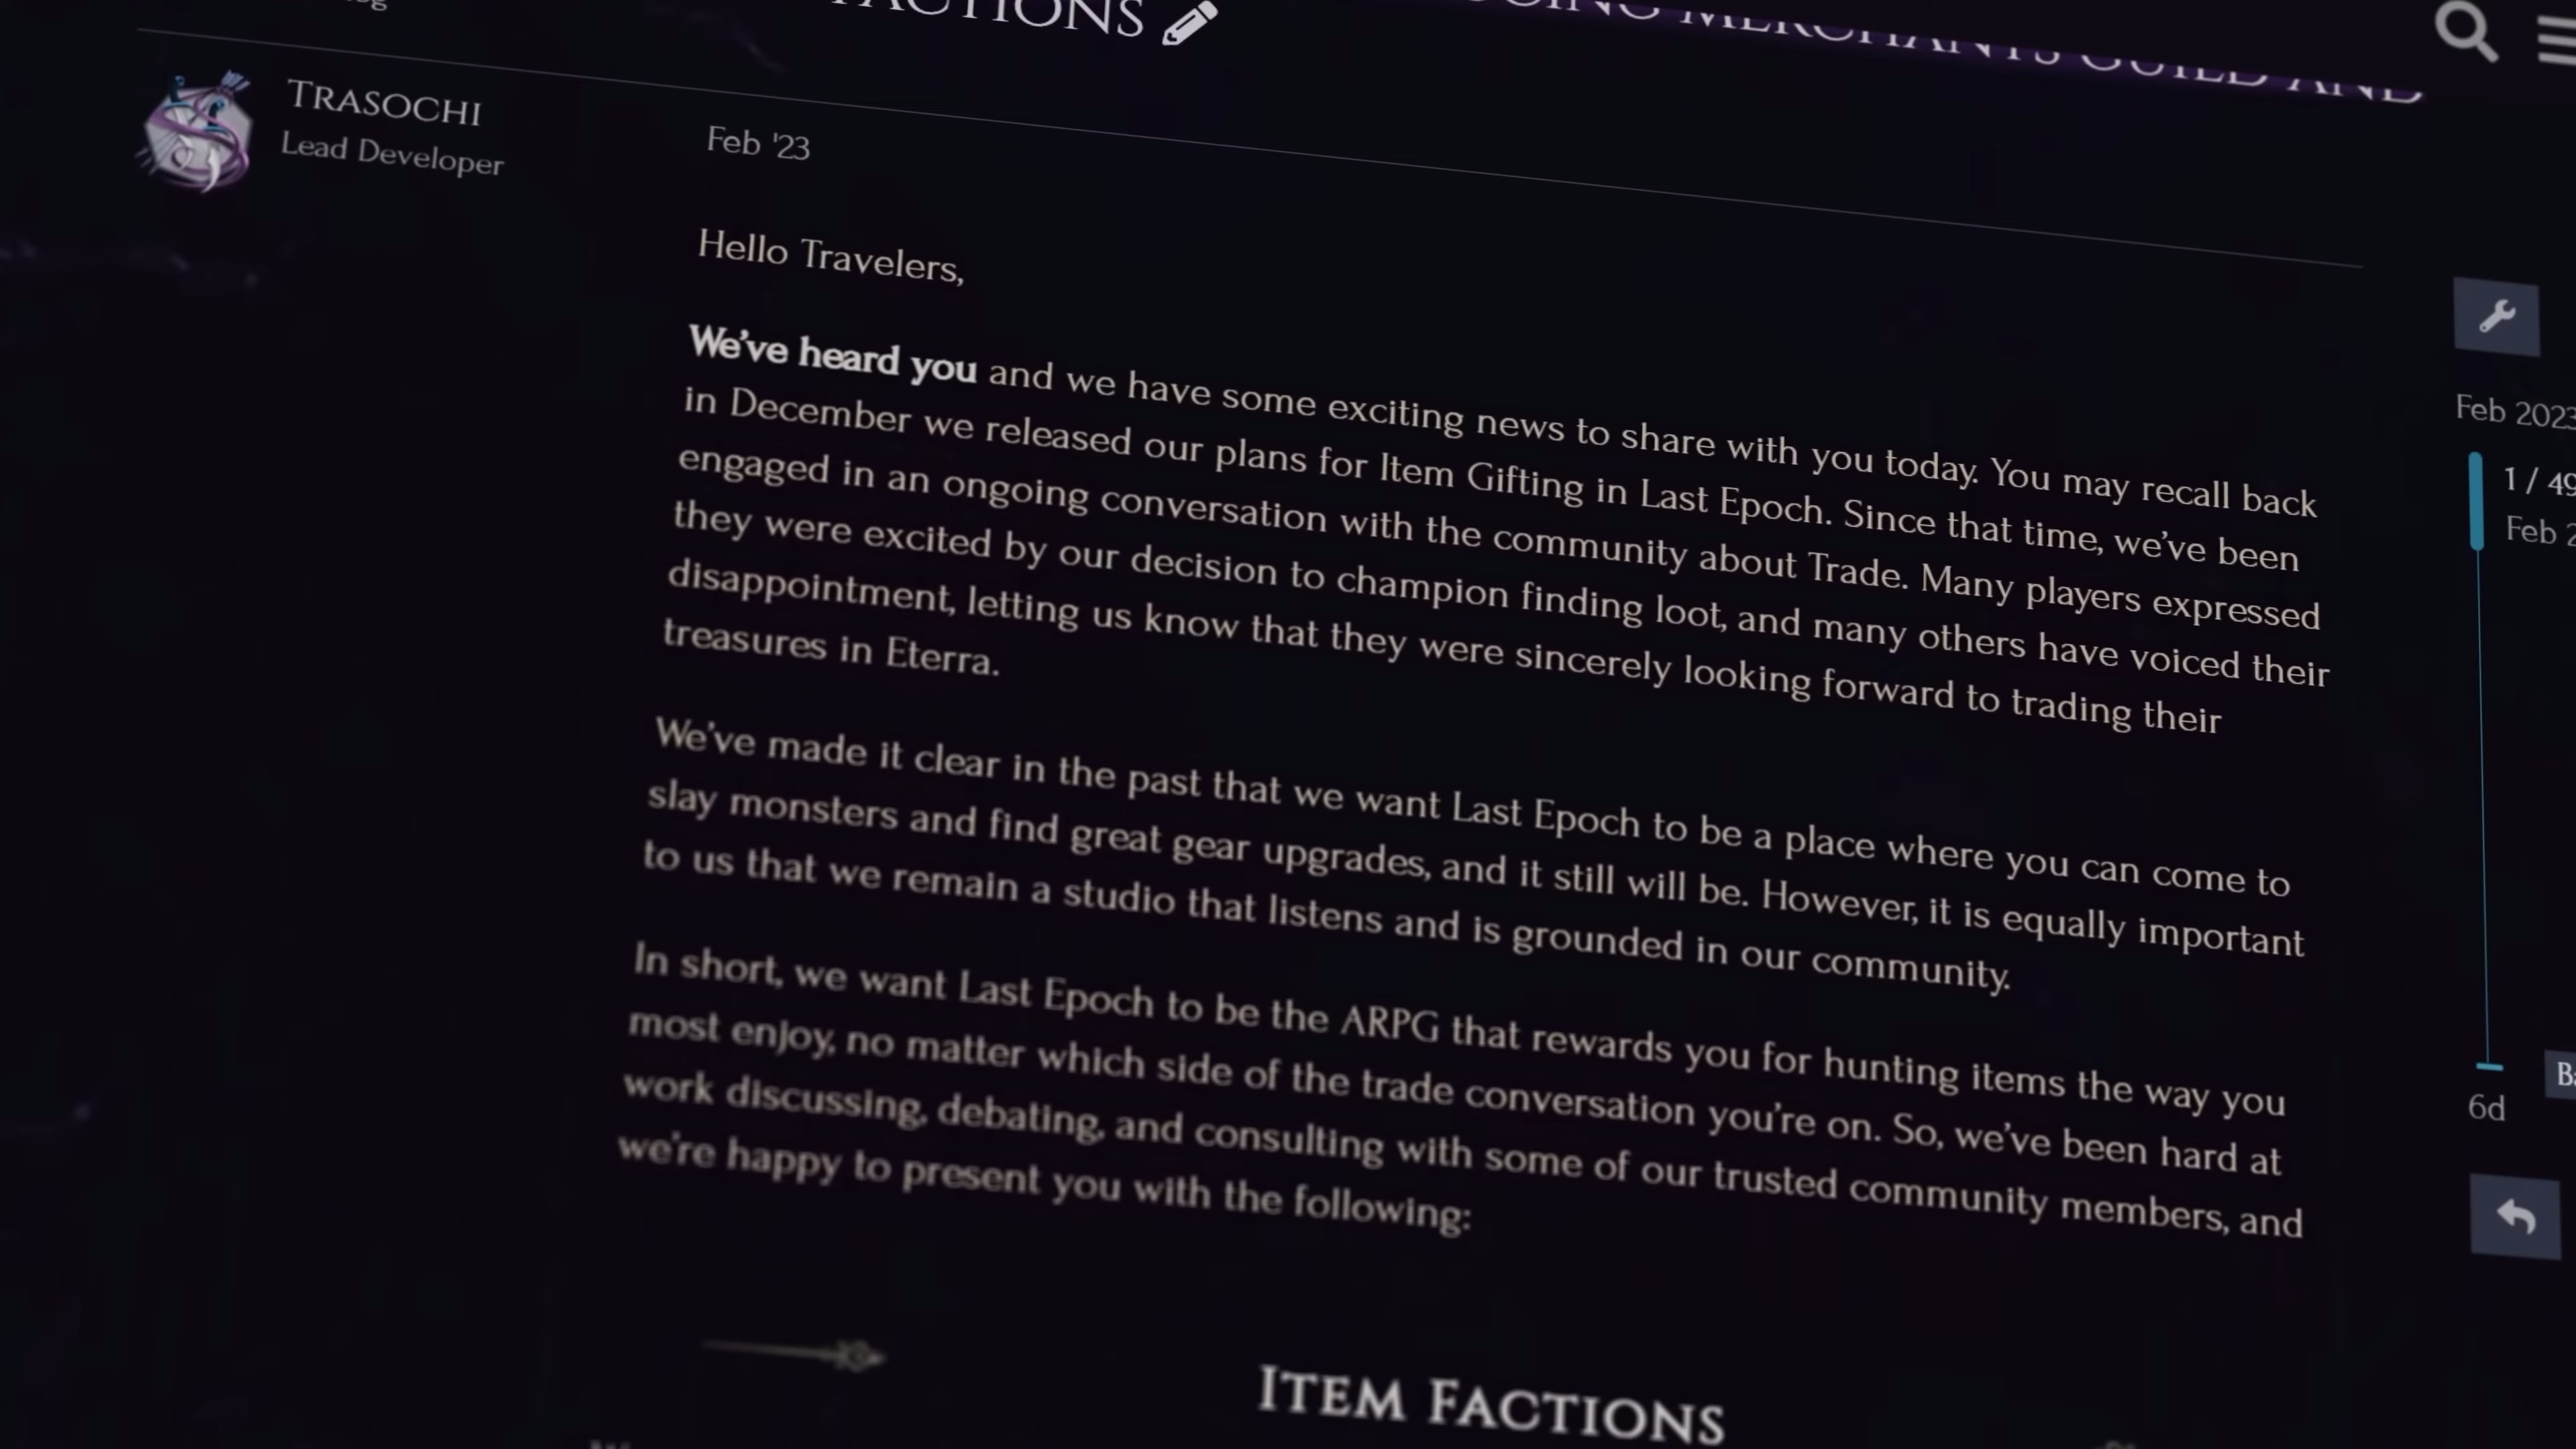 FACTIONS
MERCHANTS GUILD AND
TRASOCHI
Lead Developer
Feb '23
Hello Travelers,
We've heard you and we have some exciting news to share with you today. You may recall back
in December we released our plans for Item Gifting in Last Epoch. Since that time, we've been
engaged in an ongoing conversation with the community about Trade. Many players expressed
they were excited by our decision to champion finding loot, and many others have voiced their
disappointment, letting us know that they were sincerely looking forward to trading their
treasures in Eterra.
We've made it clear in the past that we want Last Epoch to be a place where you can come to
slay monsters and find great gear upgrades, and it still will be. However, it is equally important
to us that we remain a studio that listens and is grounded in our community.
In short, we want Last Epoch to be the ARPG that rewards you for hunting items the way you
most enjoy, no matter which side of the trade conversation you're on. So, we've been hard at
work discussing, debating, and consulting with some of our trusted community members, and
we're happy to present you with the following:
ITEM FACTIONS
Feb 2023
1 / 49
Feb 2
6d
Ba